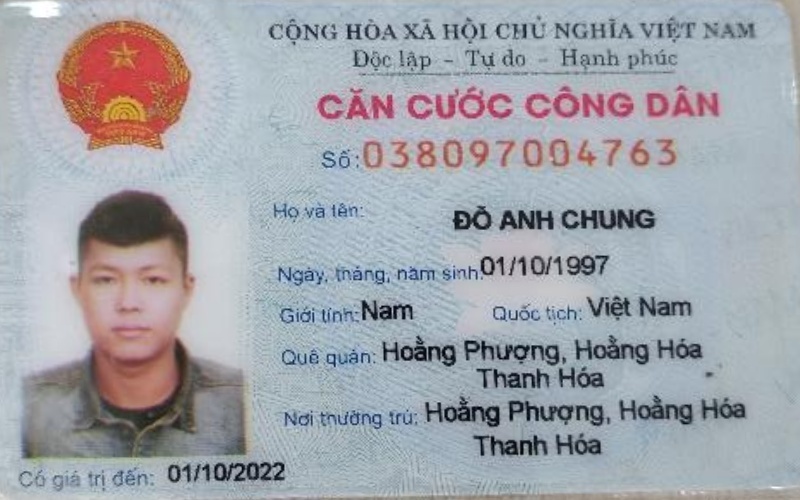 CỘNG HÒA XÃ HỘI CHỦ NGHĨA VIỆT NAM
Độc lập - Tự do - Hạnh phúc
CĂN CƯỚC CÔNG DÂN
Số: 038097004763
Họ và tên: ĐỖ ANH CHUNG
Ngày, tháng, năm sinh: 01/10/1997
Giới tính: Nam Quốc tịch: Việt Nam
Quê quán: Hoằng Phượng, Hoằng Hóa
Thanh Hóa
Nơi thường trú: Hoằng Phượng, Hoằng Hóa
Thanh Hóa
Có giá trị đến: 01/10/2022